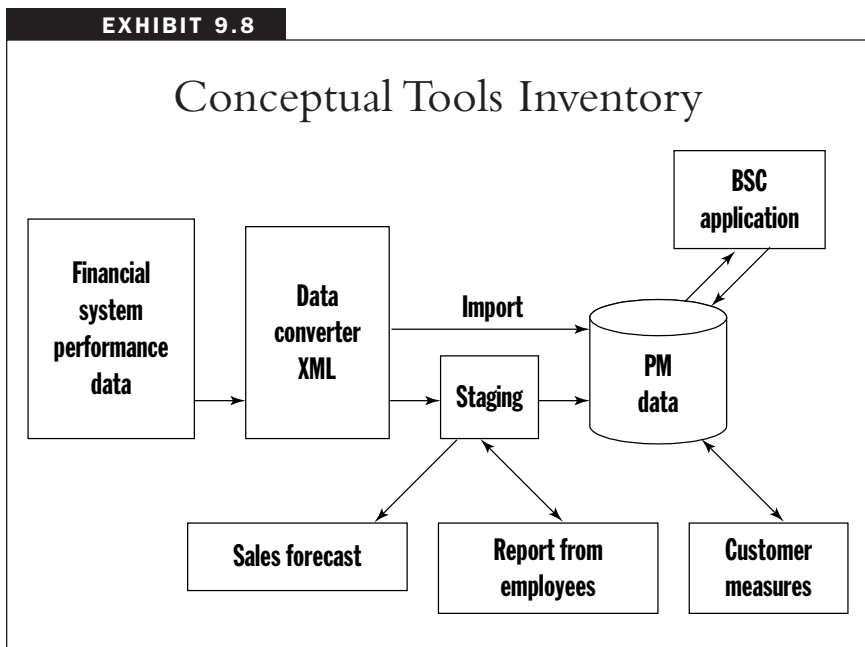 EXHIBIT 9.8
Conceptual Tools Inventory
BSC
application
Financial
system
performance
data
Data
converter
XML
Import
Staging
PM
data
Sales forecast
Report from
employees
Customer
measures